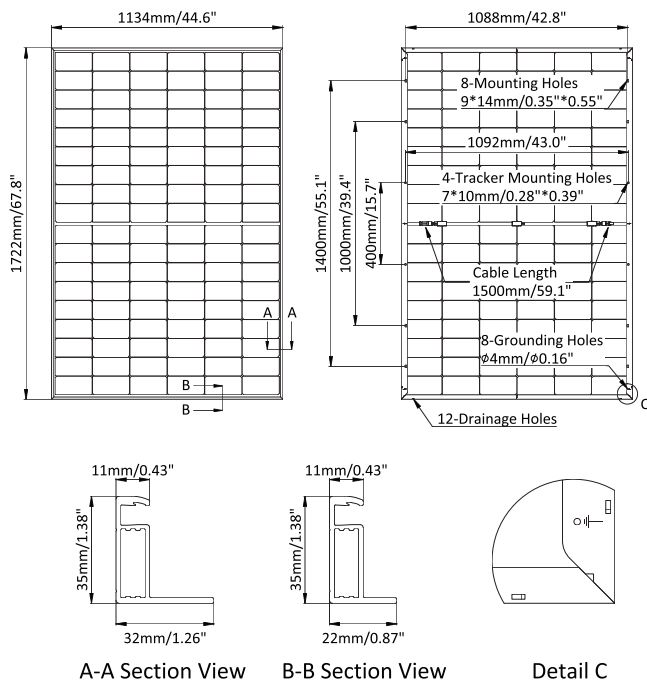 1134mm/44.6"
1722mm/67.8"
A A
B
B
1088mm/42.8"
8-Mounting Holes
9*14mm/0.35"*0.55"
1092mm/43.0"
4-Tracker Mounting Holes
7*10mm/0.28"*0.39"
1400mm/55.1"
1000mm/39.4"
400mm/15.7"
Cable Length
1500mm/59.1"
8-Grounding Holes
φ4mm/φ0.16"
C
12-Drainage Holes
11mm/0.43"
35mm/1.38"
32mm/1.26"
A-A Section View
11mm/0.43"
35mm/1.38"
22mm/0.87"
B-B Section View
Detail C